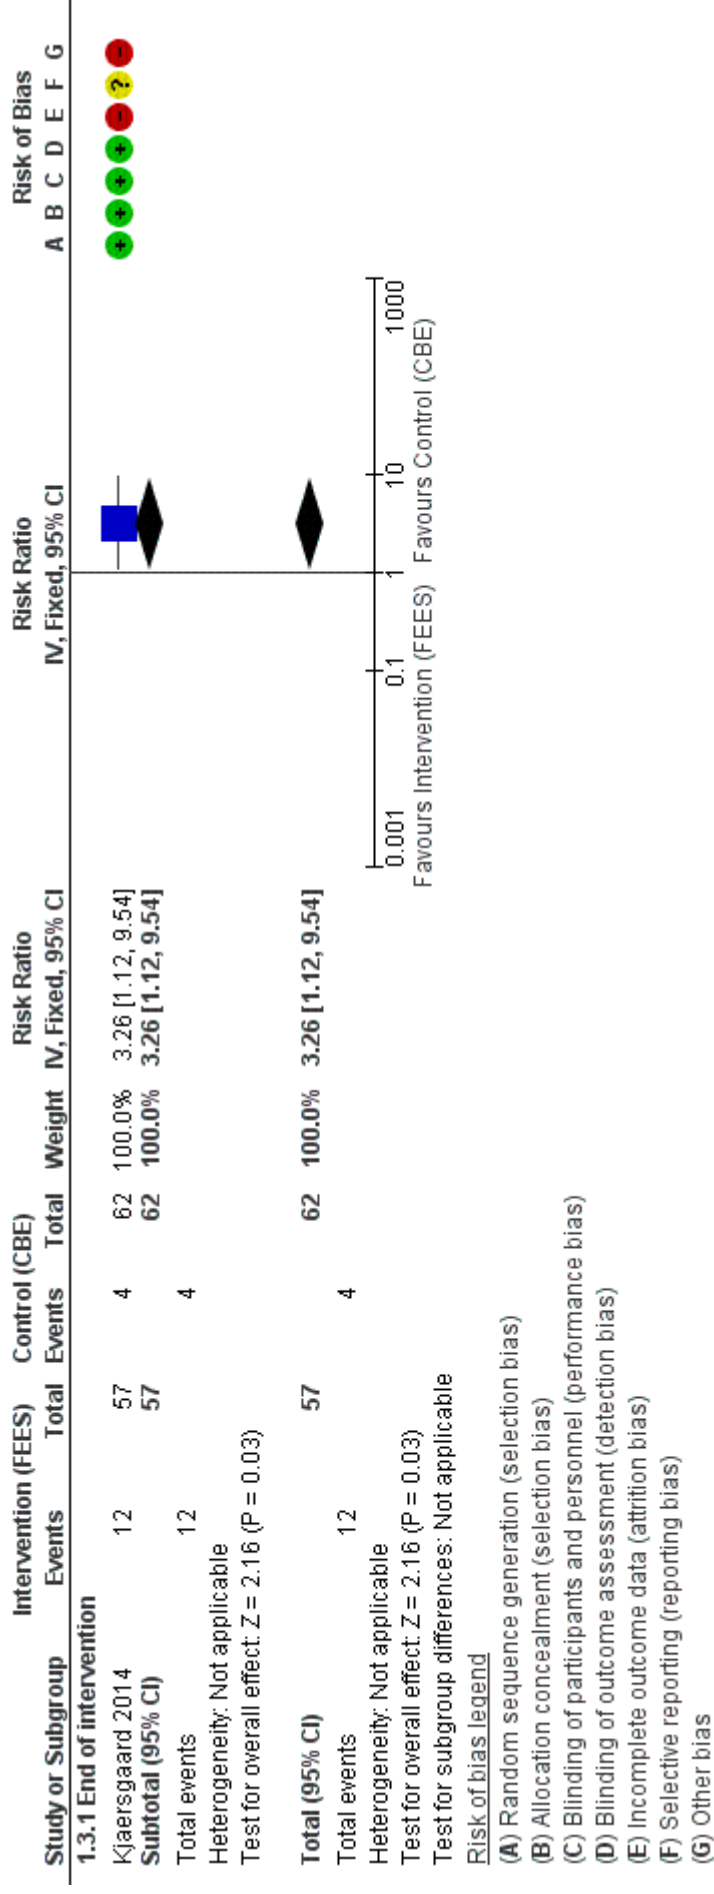 Intervention (FEES) Control (CBE) Risk Ratio Risk Ratio Risk of Bias
Study or Subgroup Events Total Events Total Weight IV, Fixed, 95% CI IV, Fixed, 95% CI A B C D E F G
1.3.1 End of intervention
Kjaersgaard 2014 12 57 4 62 100.0% 3.26 [1.12, 9.54] + + + + - ? -
Subtotal (95% CI) 57 62 100.0% 3.26 [1.12, 9.54]
Total events 12 4
Heterogeneity: Not applicable
Test for overall effect: Z = 2.16 (P = 0.03)
Total (95% CI) 57 62 100.0% 3.26 [1.12, 9.54]
Total events 12 4
Heterogeneity: Not applicable
Test for overall effect: Z = 2.16 (P = 0.03)
Test for subgroup differences: Not applicable
0.001 0.1 1 10 1000
Favours Intervention (FEES) Favours Control (CBE)
Risk of bias legend
(A) Random sequence generation (selection bias)
(B) Allocation concealment (selection bias)
(C) Blinding of participants and personnel (performance bias)
(D) Blinding of outcome assessment (detection bias)
(E) Incomplete outcome data (attrition bias)
(F) Selective reporting (reporting bias)
(G) Other bias